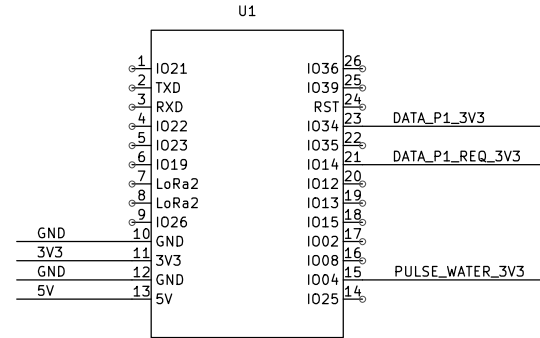 U1
1 IO21 IO36 26
2 TXD IO39 25
3 RXD RST 24
4 IO22 IO34 23 DATA_P1_3V3
5 IO23 IO35 22
6 IO19 IO14 21 DATA_P1_REQ_3V3
7 LoRa2 IO12 20
8 LoRa2 IO13 19
9 IO26 IO15 18
GND 10 GND IO02 17
3V3 11 3V3 IO08 16
GND 12 GND IO04 15 PULSE_WATER_3V3
5V 13 5V IO25 14